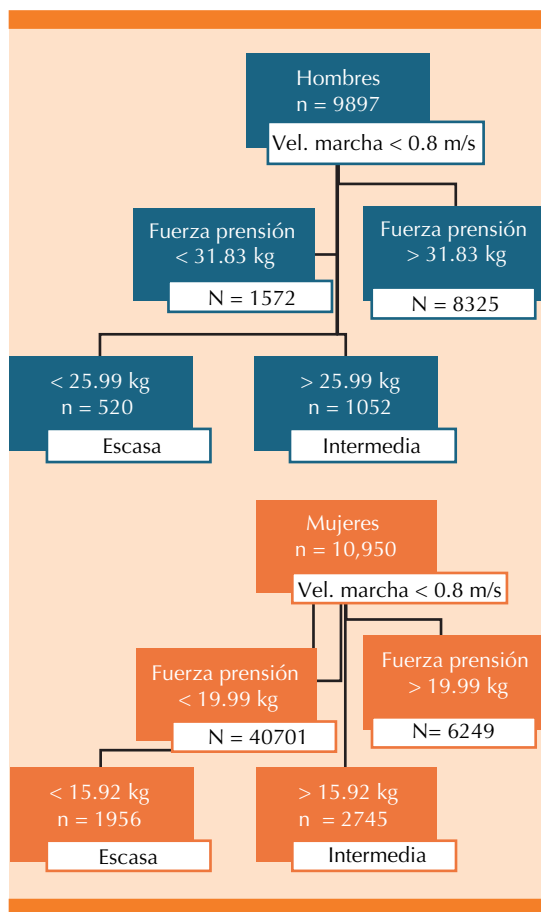 Hombres
n = 9897
Vel. marcha < 0.8 m/s
Fuerza prensión
< 31.83 kg
N = 1572
Fuerza prensión
> 31.83 kg
N = 8325
< 25.99 kg
n = 520
Escasa
> 25.99 kg
n = 1052
Intermedia
Mujeres
n = 10,950
Vel. marcha < 0.8 m/s
Fuerza prensión
< 19.99 kg
N = 40701
Fuerza prensión
> 19.99 kg
N= 6249
< 15.92 kg
n = 1956
Escasa
> 15.92 kg
n = 2745
Intermedia